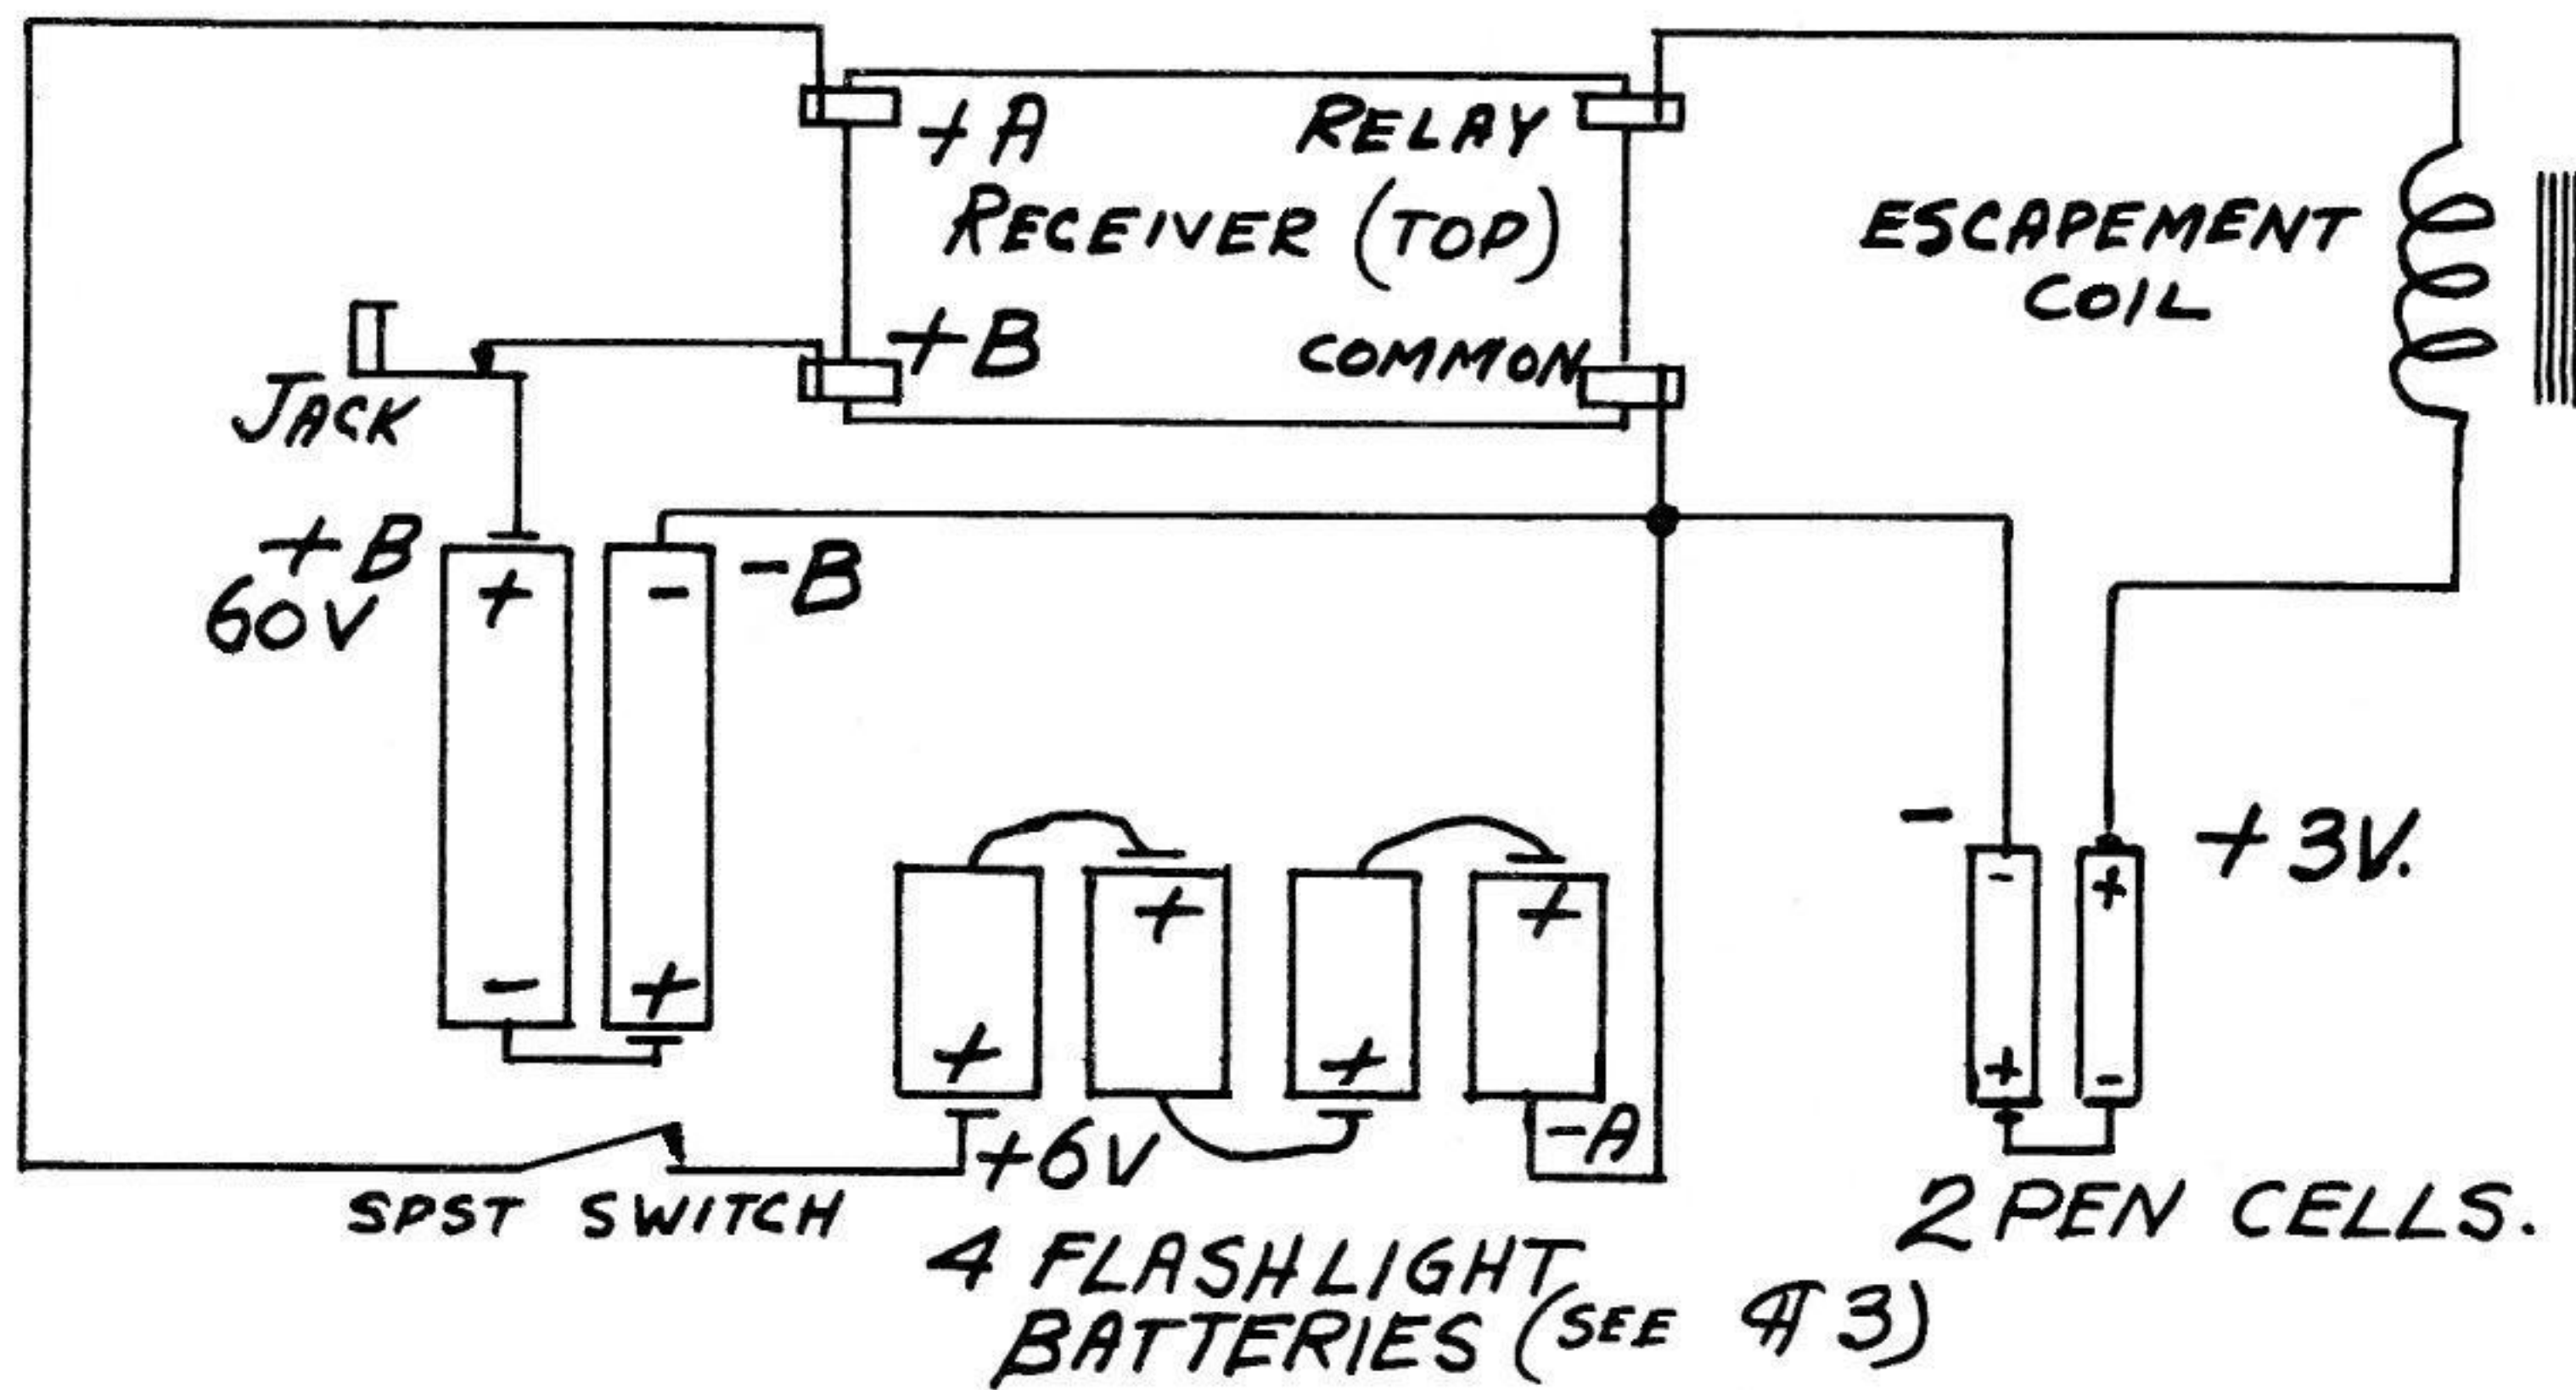 +A
RELAY
RECEIVER (TOP)
ESCAPEMENT
COIL
+B
COMMON
JACK
+B
60V
+
-
-B
-
+
+
+
+
+
-
+3V.
-
+
+
-
+6V
-A
SPST SWITCH
2 PEN CELLS.
4 FLASHLIGHT
BATTERIES (SEE ¶ 3)